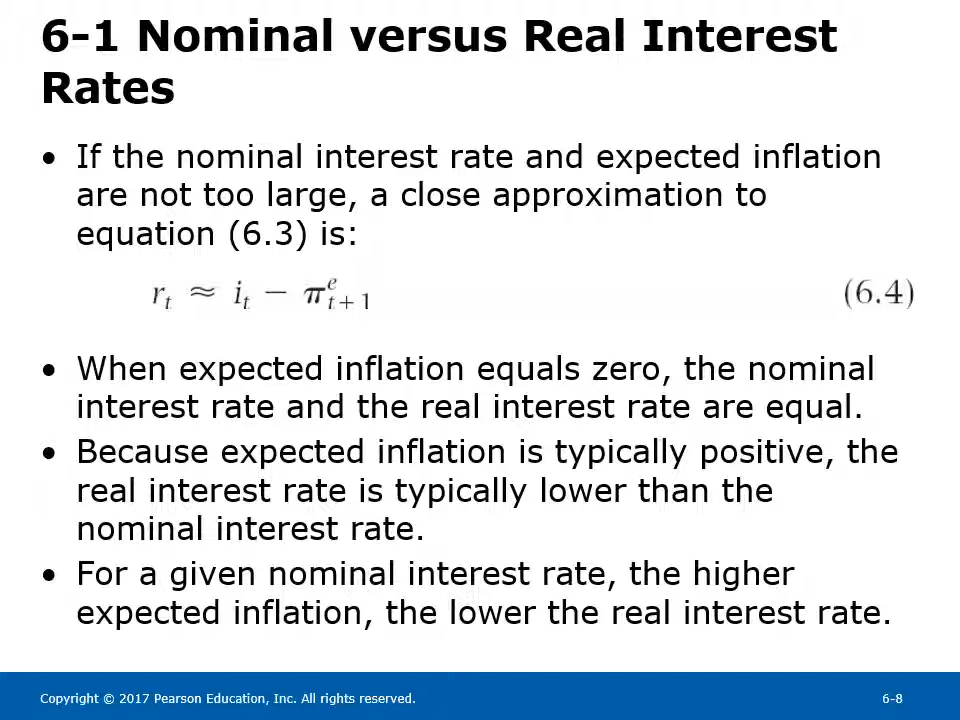 6-1 Nominal versus Real Interest
Rates
• If the nominal interest rate and expected inflation
are not too large, a close approximation to
equation (6.3) is:
r_t ≈ i_t − π^e_{t+1} (6.4)
• When expected inflation equals zero, the nominal
interest rate and the real interest rate are equal.
• Because expected inflation is typically positive, the
real interest rate is typically lower than the
nominal interest rate.
• For a given nominal interest rate, the higher
expected inflation, the lower the real interest rate.
Copyright © 2017 Pearson Education, Inc. All rights reserved. 6-8